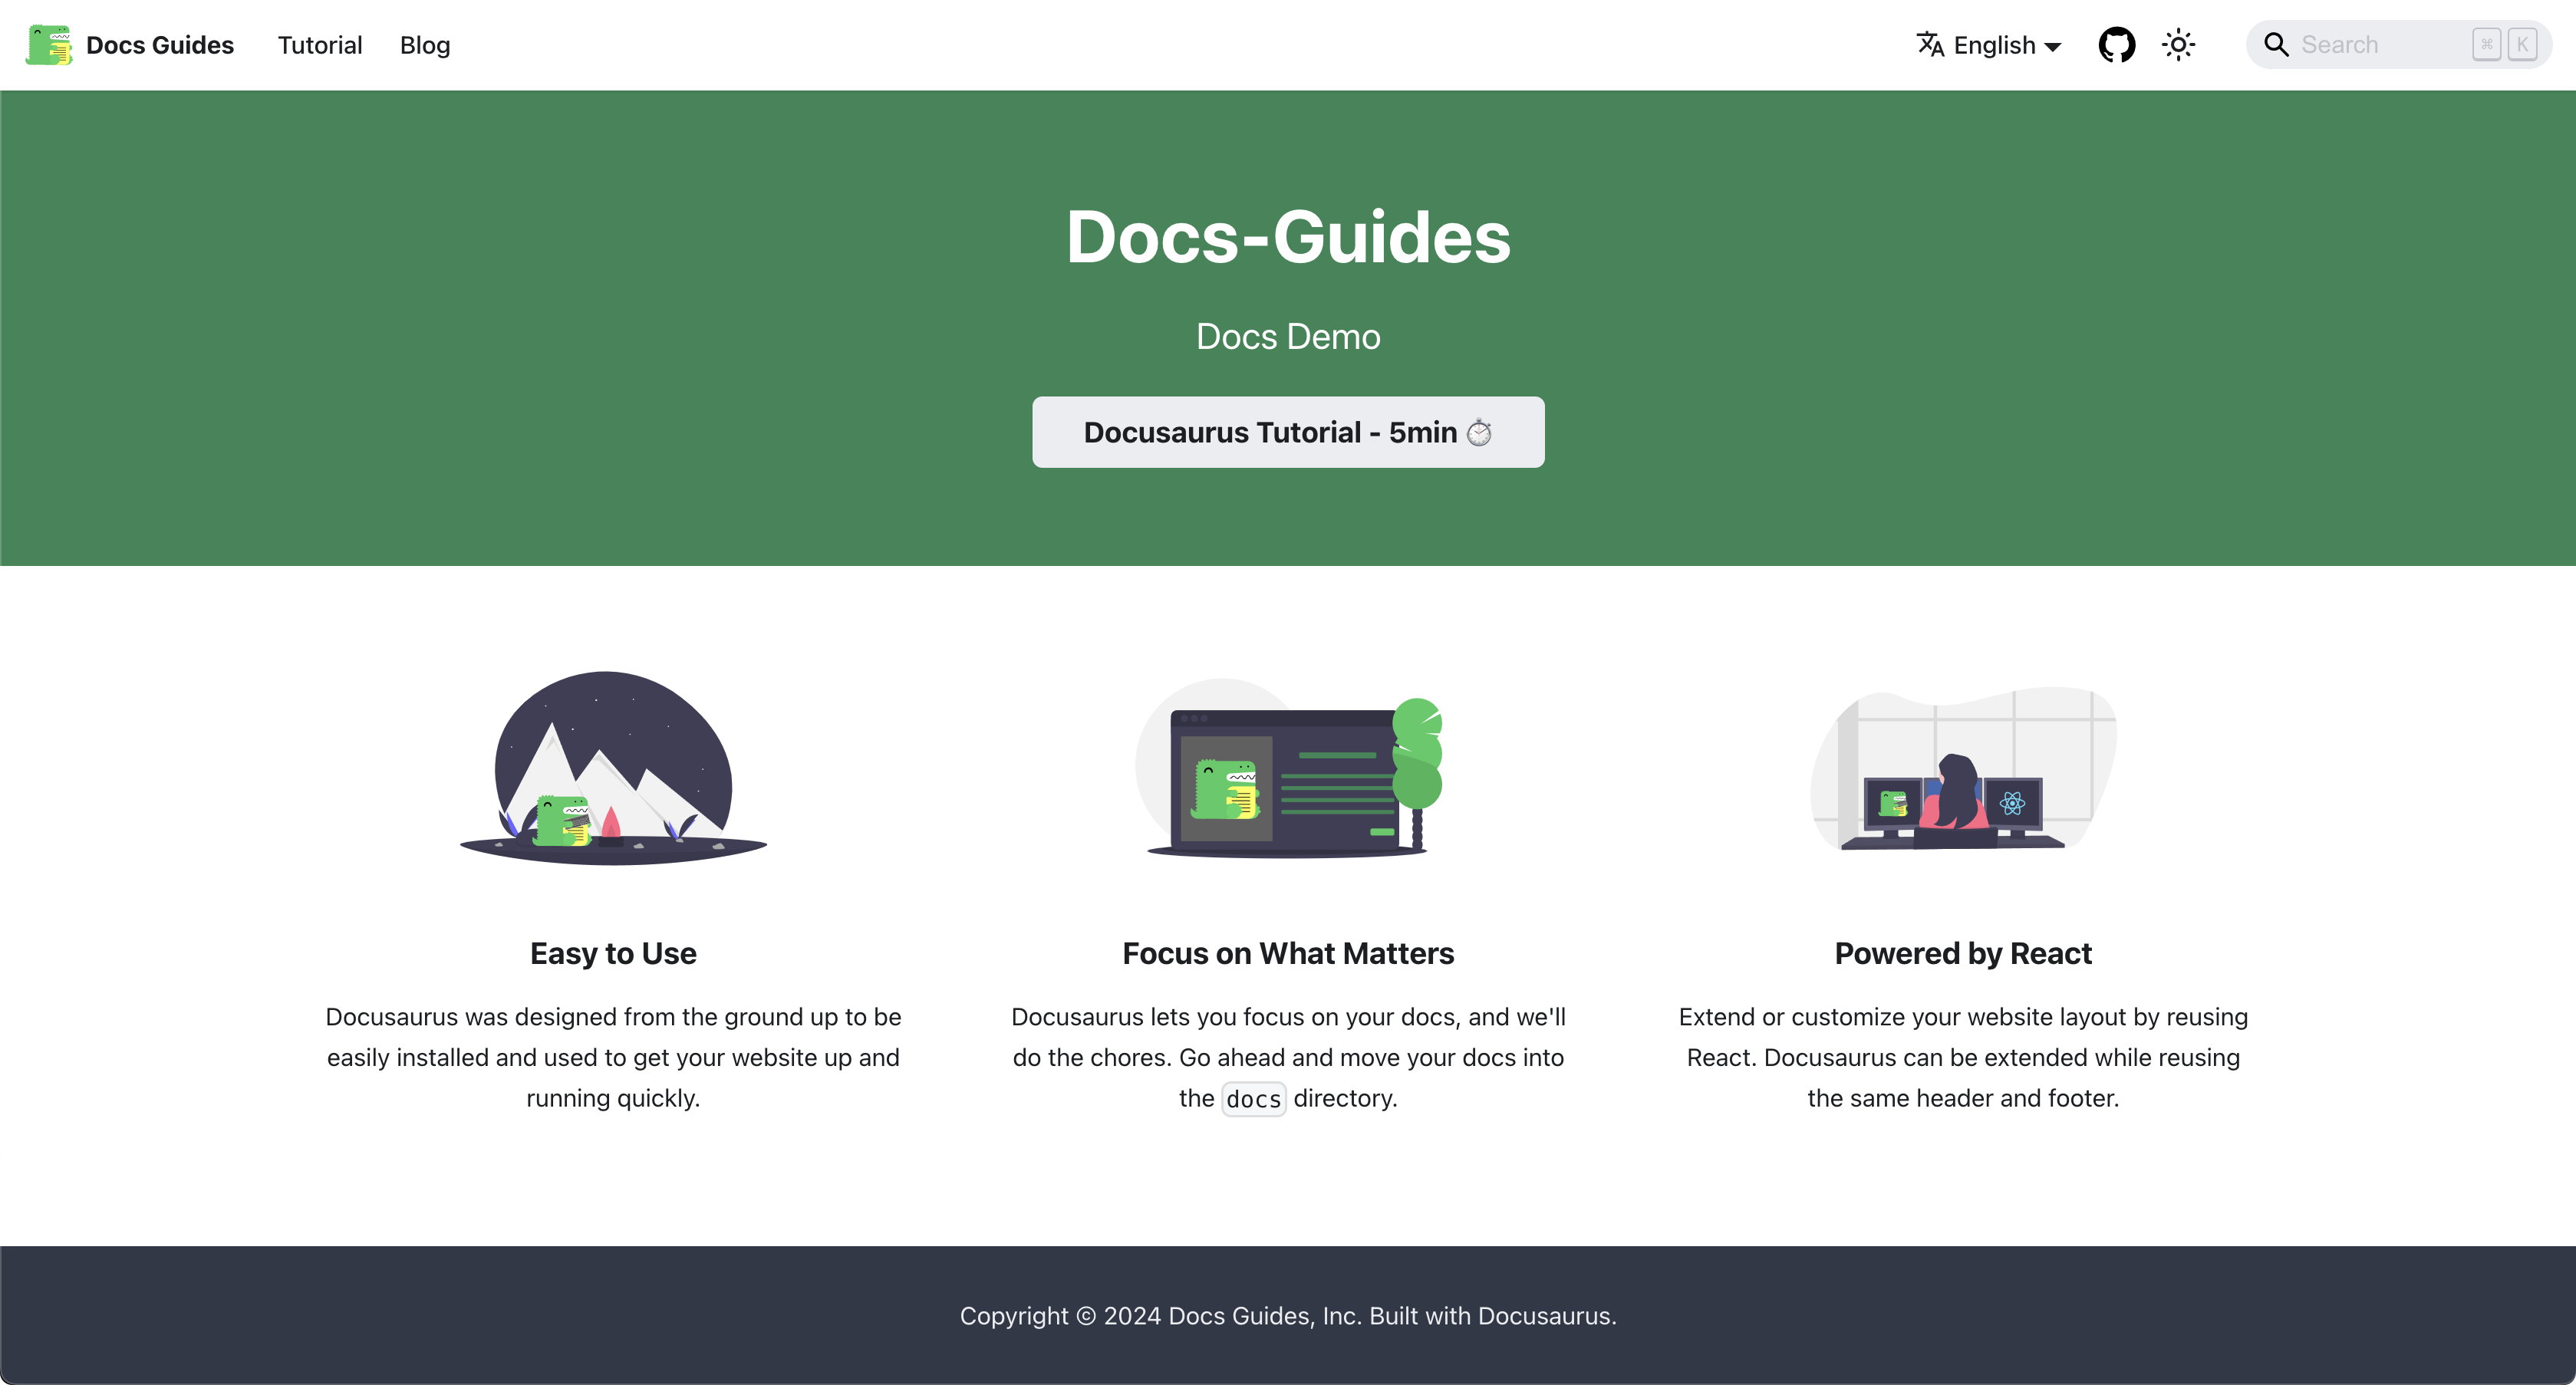 Docs Guides Tutorial Blog English Search ⌘ K
Docs-Guides
Docs Demo
Docusaurus Tutorial - 5min ⏱️
Easy to Use
Docusaurus was designed from the ground up to be
easily installed and used to get your website up and
running quickly.
Focus on What Matters
Docusaurus lets you focus on your docs, and we'll
do the chores. Go ahead and move your docs into
the docs directory.
Powered by React
Extend or customize your website layout by reusing
React. Docusaurus can be extended while reusing
the same header and footer.
Copyright © 2024 Docs Guides, Inc. Built with Docusaurus.